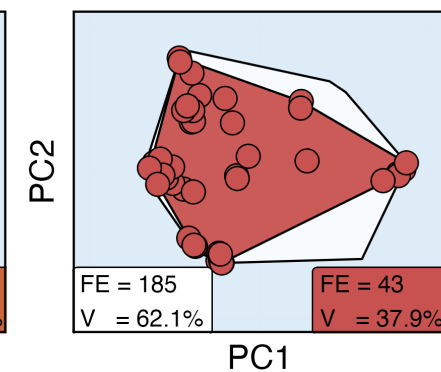 PC2
FE = 185
V = 62.1%
FE = 43
V = 37.9%
%
PC1